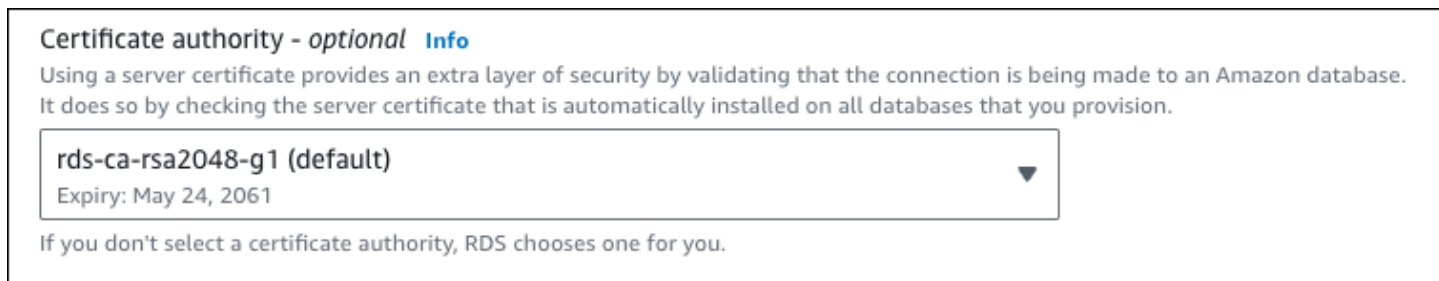 Certificate authority - optional Info
Using a server certificate provides an extra layer of security by validating that the connection is being made to an Amazon database.
It does so by checking the server certificate that is automatically installed on all databases that you provision.
rds-ca-rsa2048-g1 (default)
Expiry: May 24, 2061
If you don't select a certificate authority, RDS chooses one for you.